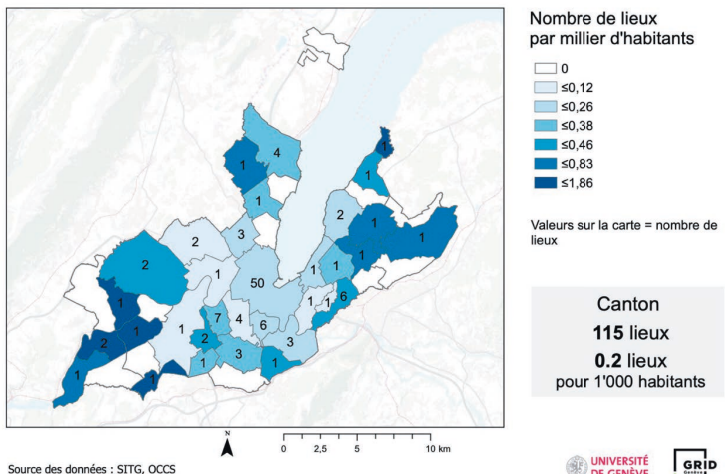 Nombre de lieux
par millier d'habitants
0
≤0,12
≤0,26
≤0,38
≤0,46
≤0,83
≤1,86
Valeurs sur la carte = nombre de
lieux
Canton
115 lieux
0.2 lieux
pour 1'000 habitants
4
1
1
1
1
2
1
2
3
1
1
2
1
50
1
1
1
1
1
6
7
4
6
1
1
2
1
2
3
3
1
1
1
1
N
0 2,5 5 10 km
Source des données : SITG, OCCS
UNIVERSITÉ
DE GENÈVE
GRID
Genève